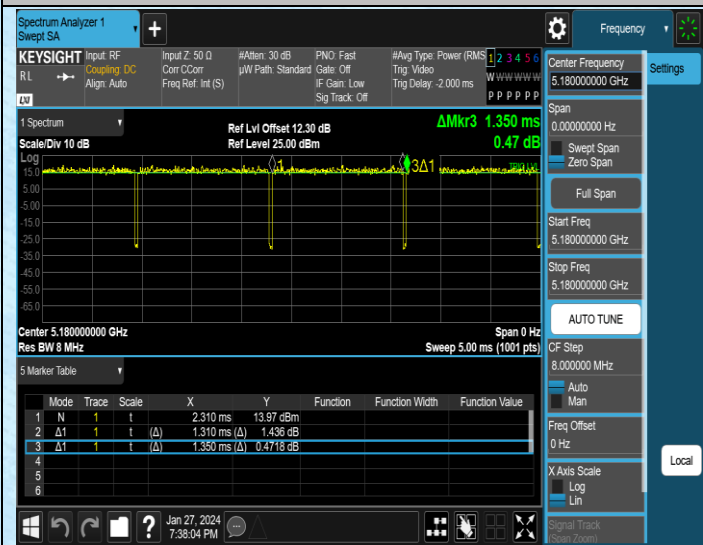 Spectrum Analyzer 1
Swept SA
+
Frequency
KEYSIGHT
RL
LXI
Input: RF
Coupling: DC
Align: Auto
Input Z: 50 Ω
Corr CCorr
Freq Ref: Int (S)
#Atten: 30 dB
µW Path: Standard
PNO: Fast
Gate: Off
IF Gain: Low
Sig Track: Off
#Avg Type: Power (RMS
Trig: Video
Trig Delay: -2.000 ms
1 2 3 4 5 6
W W W W W W
P P P P P P
Center Frequency
5.180000000 GHz
Settings
Span
0.00000000 Hz
Swept Span
Zero Span
Full Span
Start Freq
5.180000000 GHz
Stop Freq
5.180000000 GHz
AUTO TUNE
CF Step
8.000000 MHz
Auto
Man
Freq Offset
0 Hz
X Axis Scale
Log
Lin
Signal Track
(Span Zoom)
Local
1 Spectrum
Scale/Div 10 dB
Ref Lvl Offset 12.30 dB
Ref Level 25.00 dBm
ΔMkr3 1.350 ms
0.47 dB
Log
15.0
5.00
-5.00
-15.0
-25.0
-35.0
-45.0
-55.0
-65.0
1
3Δ1
TRIG LVL
Center 5.180000000 GHz
Res BW 8 MHz
Span 0 Hz
Sweep 5.00 ms (1001 pts)
5 Marker Table
Mode Trace Scale X Y Function Function Width Function Value
1 N 1 t 2.310 ms 13.97 dBm
2 Δ1 1 t (Δ) 1.310 ms (Δ) 1.436 dB
3 Δ1 1 t (Δ) 1.350 ms (Δ) 0.4718 dB
4
5
6
?
Jan 27, 2024
7:38:04 PM